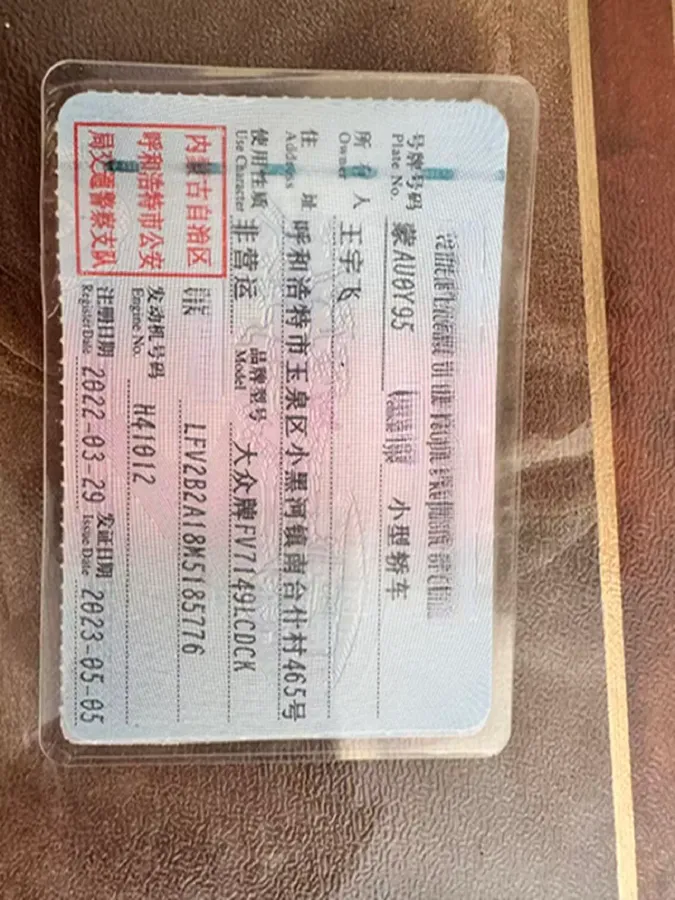 号牌号码 蒙AU0Y95 小型轿车
Plate No.
所有人 王宇飞
Owner
住址 呼和浩特市玉泉区小黑河镇南台什村465号
Address
使用性质 非营运 品牌型号 大众牌FV7149LCDCK
Use Character Model
内蒙古自治区
呼和浩特市公安
局交通警察支队
LFV2B2A18M5185776
发动机号码 H41012
Engine No.
注册日期 2022-03-29 发证日期 2023-05-05
Register Date Issue Date